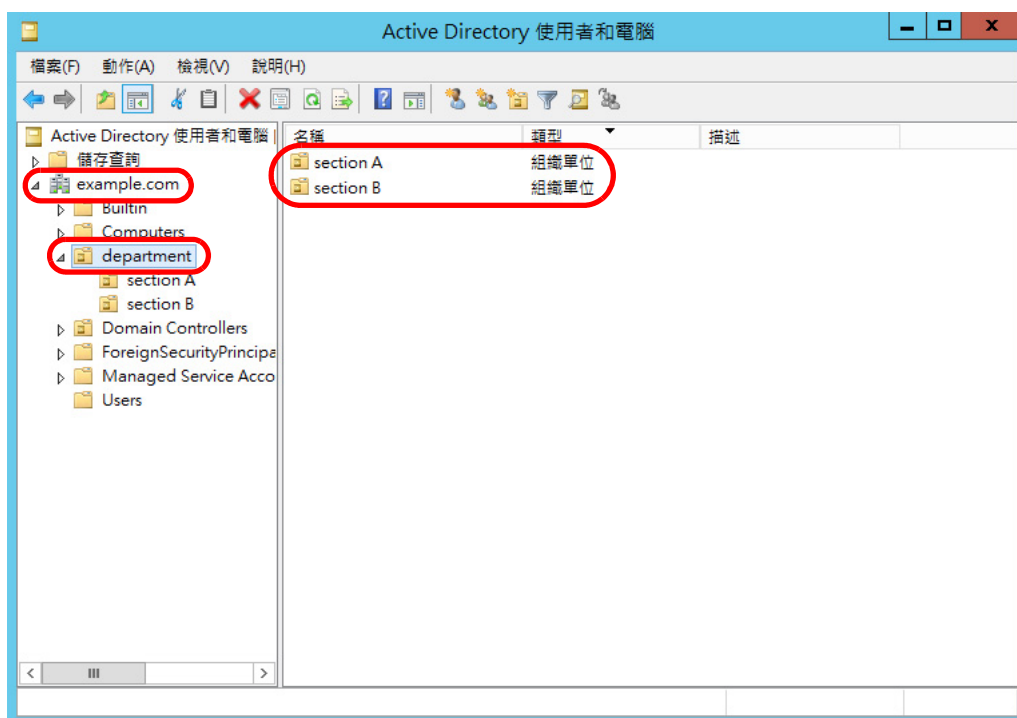 Active Directory 使用者和電腦
檔案(F) 動作(A) 檢視(V) 說明(H)
Active Directory 使用者和電腦 [
儲存查詢
example.com
Builtin
Computers
department
section A
section B
Domain Controllers
ForeignSecurityPrincipa
Managed Service Acco
Users
名稱 類型 描述
section A 組織單位
section B 組織單位